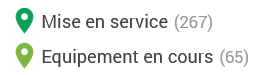 Mise en service (267)
Equipement en cours (65)